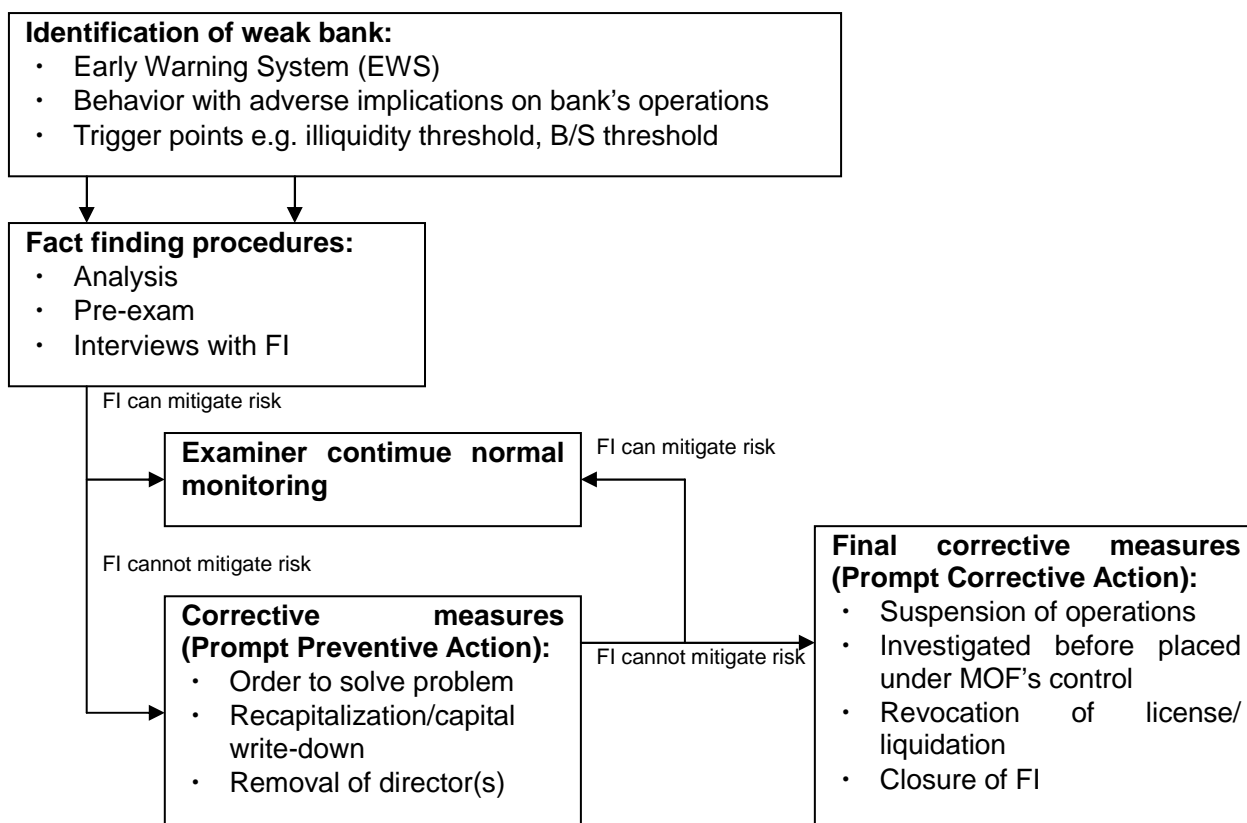 Identification of weak bank:
・ Early Warning System (EWS)
・ Behavior with adverse implications on bank's operations
・ Trigger points e.g. illiquidity threshold, B/S threshold
Fact finding procedures:
・ Analysis
・ Pre-exam
・ Interviews with FI
FI can mitigate risk
Examiner contimue normal
monitoring
FI can mitigate risk
FI cannot mitigate risk
Corrective measures
(Prompt Preventive Action):
・ Order to solve problem
・ Recapitalization/capital
write-down
・ Removal of director(s)
FI cannot mitigate risk
Final corrective measures
(Prompt Corrective Action):
・ Suspension of operations
・ Investigated before placed
under MOF's control
・ Revocation of license/
liquidation
・ Closure of FI